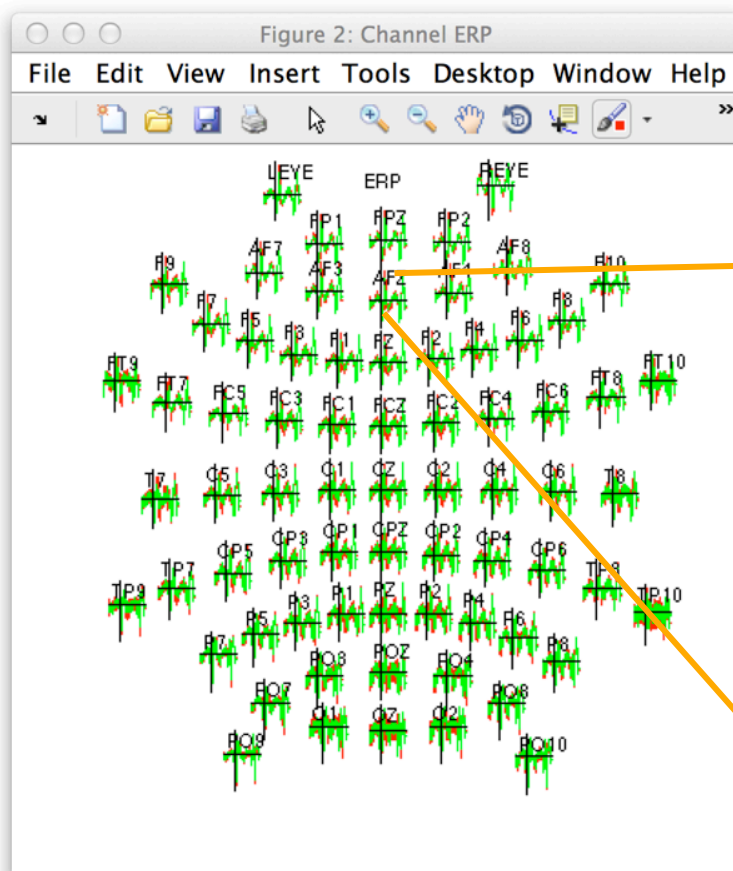 Figure 2: Channel ERP
File Edit View Insert Tools Desktop Window Help
LEYE ERP REYE
FP1 FPZ FP2
AF7 AF3 AFZ AF4 AF8
F9 F7 F5 F3 F1 FZ F2 F4 F6 F8 F10
FT9 FT7 FC5 FC3 FC1 FCZ FC2 FC4 FC6 FT8 FT10
T7 C5 C3 C1 CZ C2 C4 C6 T8
TP9 TP7 CP5 CP3 CP1 CPZ CP2 CP4 CP6 TP8 TP10
P7 P5 P3 P1 PZ P2 P4 P6 P8
PO7 PO3 POZ PO4 PO8
PO9 O1 OZ O2 PO10